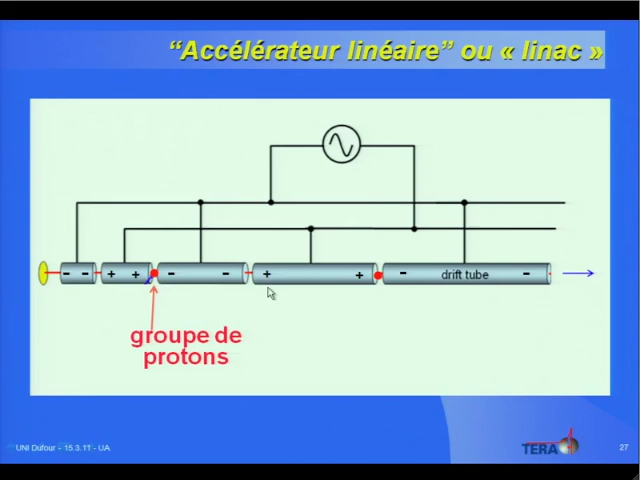 “Accélérateur linéaire” ou « linac »
- - + + - - + + - drift tube -
groupe de
protons
UNI Dufour - 15.3.11 - UA
TERA
27